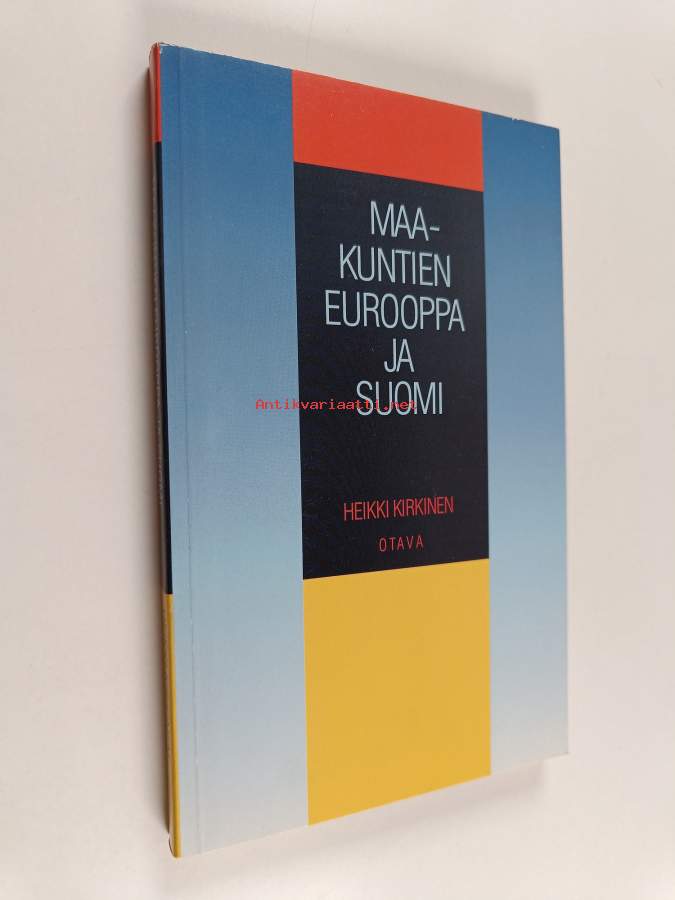 MAA-
KUNTIEN
EUROOPPA
JA
SUOMI
Antikvariaatti.net
HEIKKI KIRKINEN
OTAVA